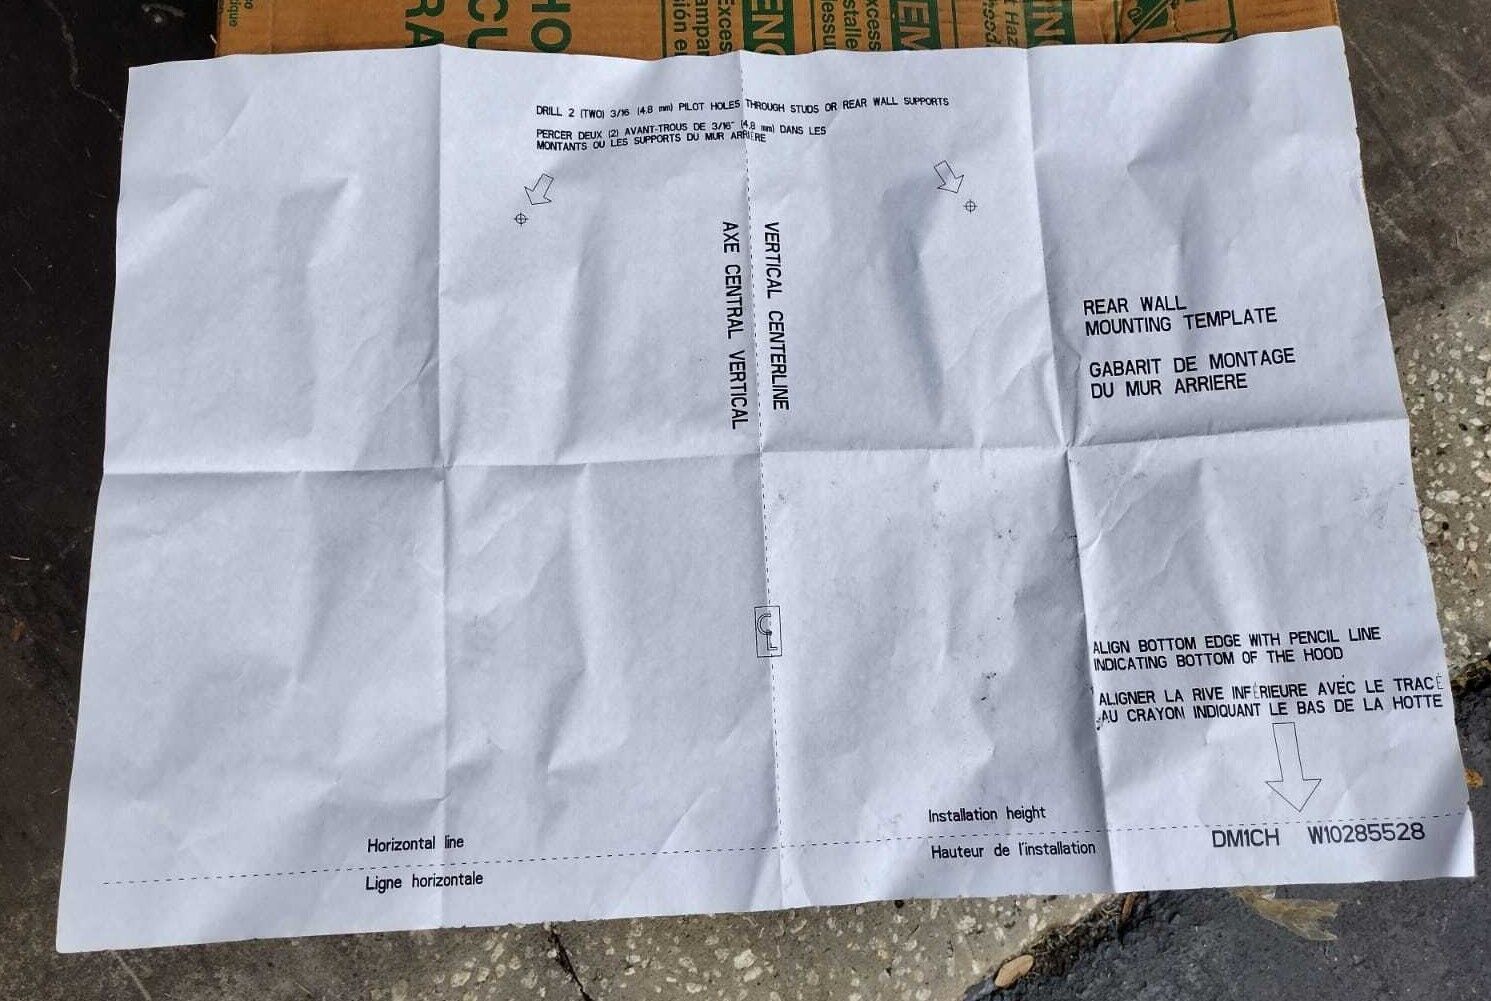 HO
CU
RA
DRILL 2 (TWO) 3/16 (4.8 mm) PILOT HOLES THROUGH STUDS OR REAR WALL SUPPORTS
PERCER DEUX (2) AVANT-TROUS DE 3/16" (4.8 mm) DANS LES
MONTANTS OU LES SUPPORTS DU MUR ARRIERE
VERTICAL CENTERLINE
AXE CENTRAL VERTICAL
REAR WALL
MOUNTING TEMPLATE
GABARIT DE MONTAGE
DU MUR ARRIERE
ALIGN BOTTOM EDGE WITH PENCIL LINE
INDICATING BOTTOM OF THE HOOD
ALIGNER LA RIVE INFÉRIEURE AVEC LE TRACÉ
AU CRAYON INDIQUANT LE BAS DE LA HOTTE
Installation height
Horizontal line
Hauteur de l'installation
Ligne horizontale
DM1CH W10285528